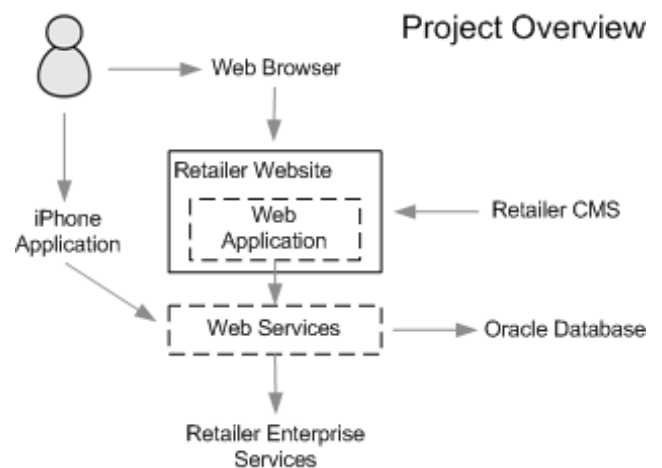 Project Overview
Web Browser
Retailer Website
Web
Application
iPhone
Application
Retailer CMS
Web Services
Oracle Database
Retailer Enterprise
Services